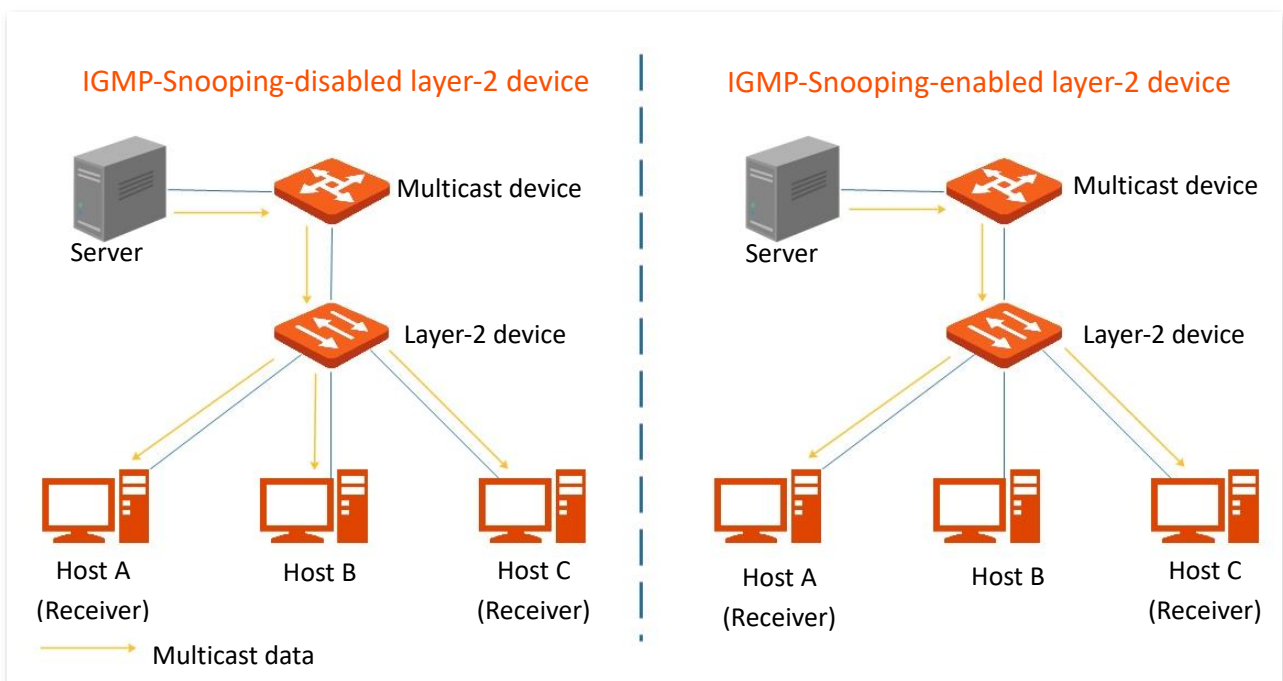 IGMP-Snooping-disabled layer-2 device
Server
Multicast device
Layer-2 device
Host A
(Receiver)
Host B
Host C
(Receiver)
Multicast data
IGMP-Snooping-enabled layer-2 device
Server
Multicast device
Layer-2 device
Host A
(Receiver)
Host B
Host C
(Receiver)